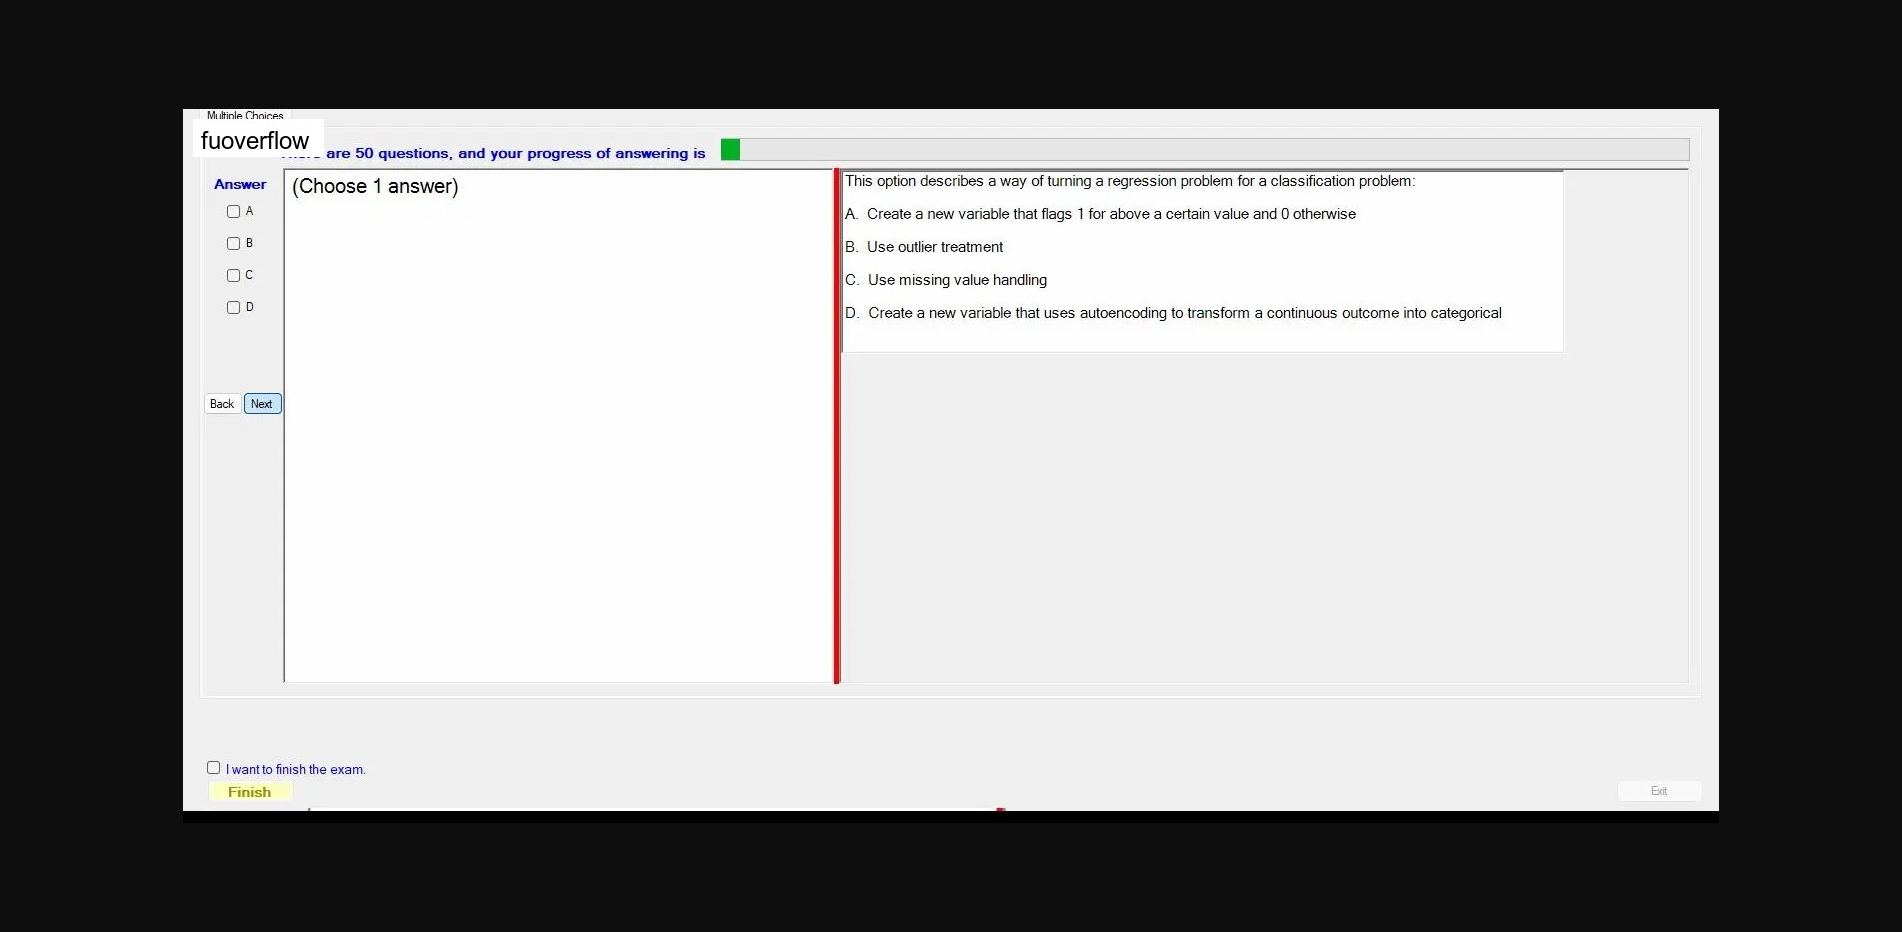 Multiple Choices
fuoverflow
are 50 questions, and your progress of answering is
Answer
A
B
C
D
Back Next
(Choose 1 answer)
This option describes a way of turning a regression problem for a classification problem:
A. Create a new variable that flags 1 for above a certain value and 0 otherwise
B. Use outlier treatment
C. Use missing value handling
D. Create a new variable that uses autoencoding to transform a continuous outcome into categorical
I want to finish the exam.
Finish
Exit